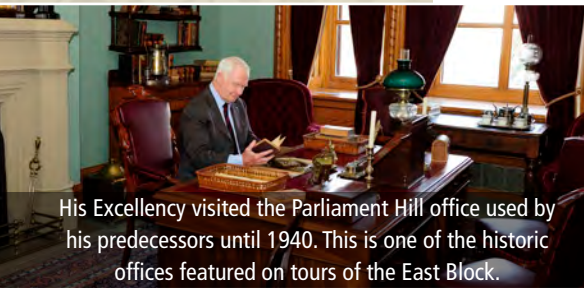 His Excellency visited the Parliament Hill office used by
his predecessors until 1940. This is one of the historic
offices featured on tours of the East Block.